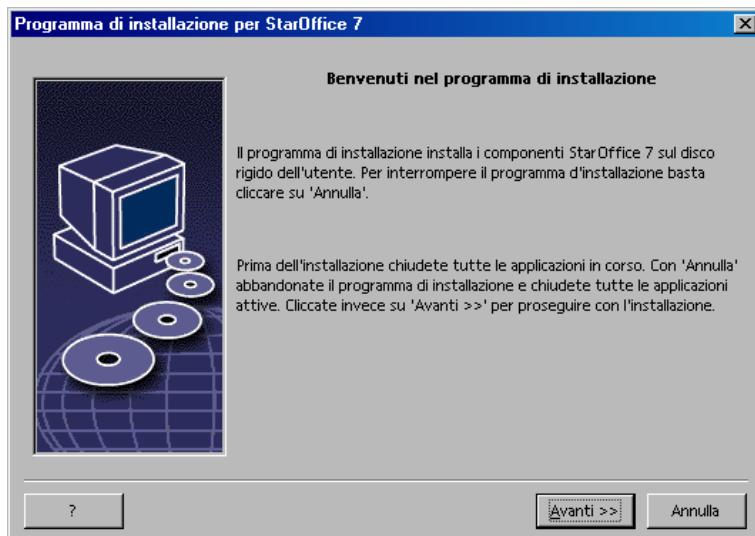 Programma di installazione per StarOffice 7
Benvenuti nel programma di installazione
Il programma di installazione installa i componenti StarOffice 7 sul disco
rigido dell'utente. Per interrompere il programma d'installazione basta
cliccare su 'Annulla'.
Prima dell'installazione chiudete tutte le applicazioni in corso. Con 'Annulla'
abbandonate il programma di installazione e chiudete tutte le applicazioni
attive. Cliccate invece su 'Avanti >>' per proseguire con l'installazione.
? Avanti >> Annulla